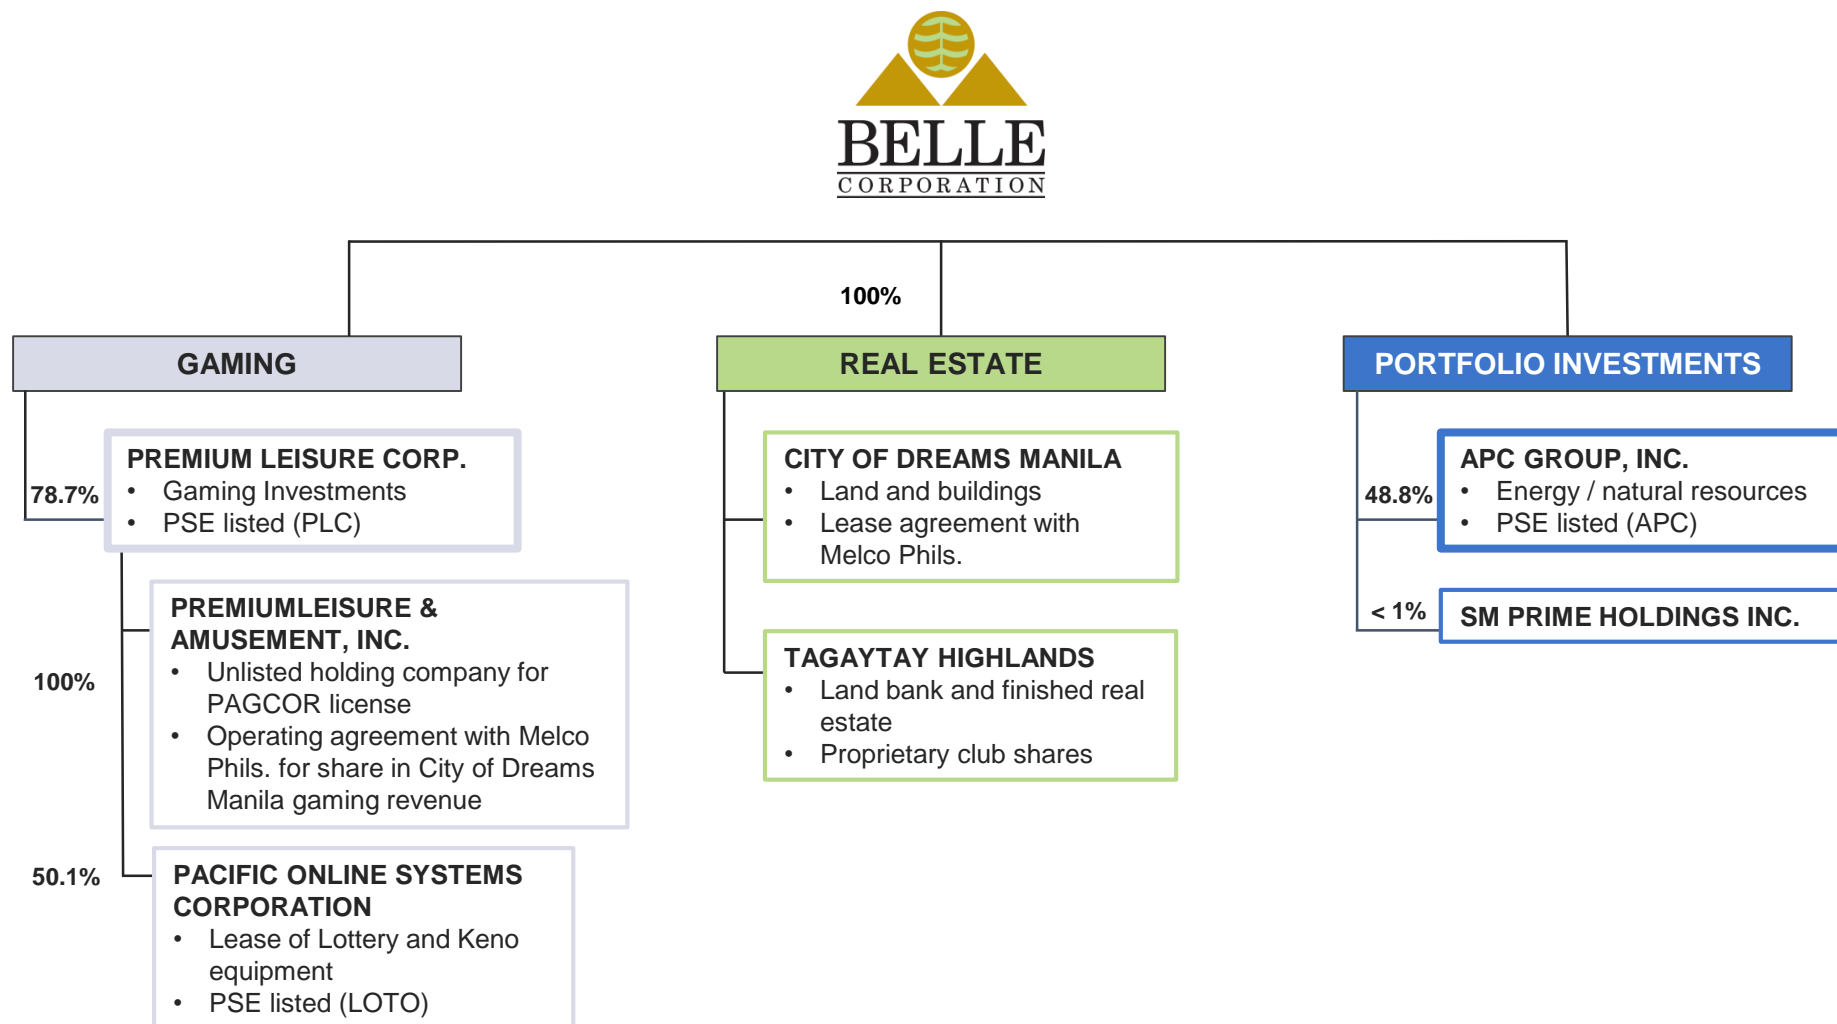 BELLE
CORPORATION
100%
GAMING
78.7%
PREMIUM LEISURE CORP.
• Gaming Investments
• PSE listed (PLC)
100%
PREMIUMLEISURE &
AMUSEMENT, INC.
• Unlisted holding company for
PAGCOR license
• Operating agreement with Melco
Phils. for share in City of Dreams
Manila gaming revenue
50.1%
PACIFIC ONLINE SYSTEMS
CORPORATION
• Lease of Lottery and Keno
equipment
• PSE listed (LOTO)
REAL ESTATE
CITY OF DREAMS MANILA
• Land and buildings
• Lease agreement with
Melco Phils.
TAGAYTAY HIGHLANDS
• Land bank and finished real
estate
• Proprietary club shares
PORTFOLIO INVESTMENTS
48.8%
APC GROUP, INC.
• Energy / natural resources
• PSE listed (APC)
< 1%
SM PRIME HOLDINGS INC.